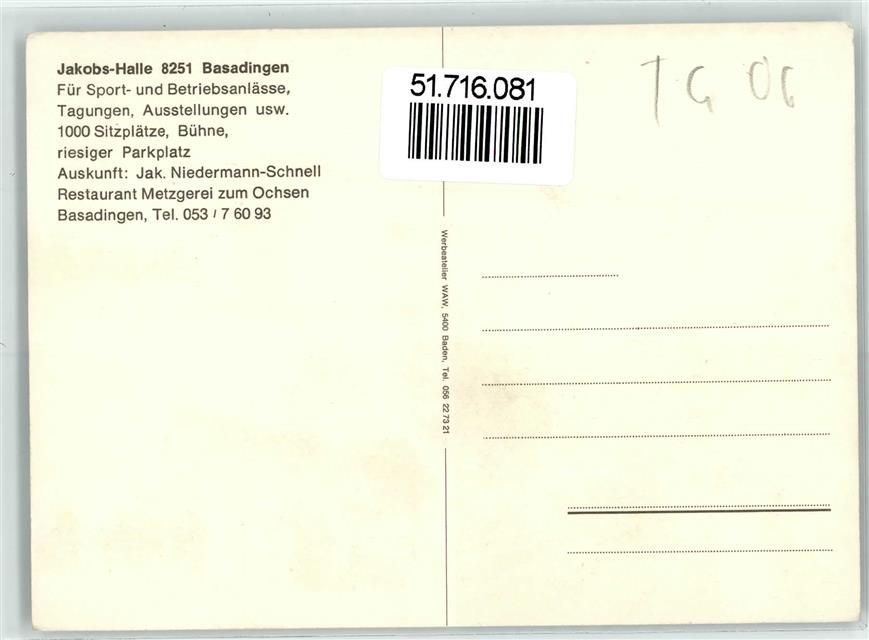 Jakobs-Halle 8251 Basadingen
Für Sport- und Betriebsanlässe,
Tagungen, Ausstellungen usw.
1000 Sitzplätze, Bühne,
riesiger Parkplatz
Auskunft: Jak. Niedermann-Schnell
Restaurant Metzgerei zum Ochsen
Basadingen, Tel. 053 / 7 60 93
51.716.081
TG 06
Werbeatelier WAW, 5400 Baden, Tel. 056 22 73 21